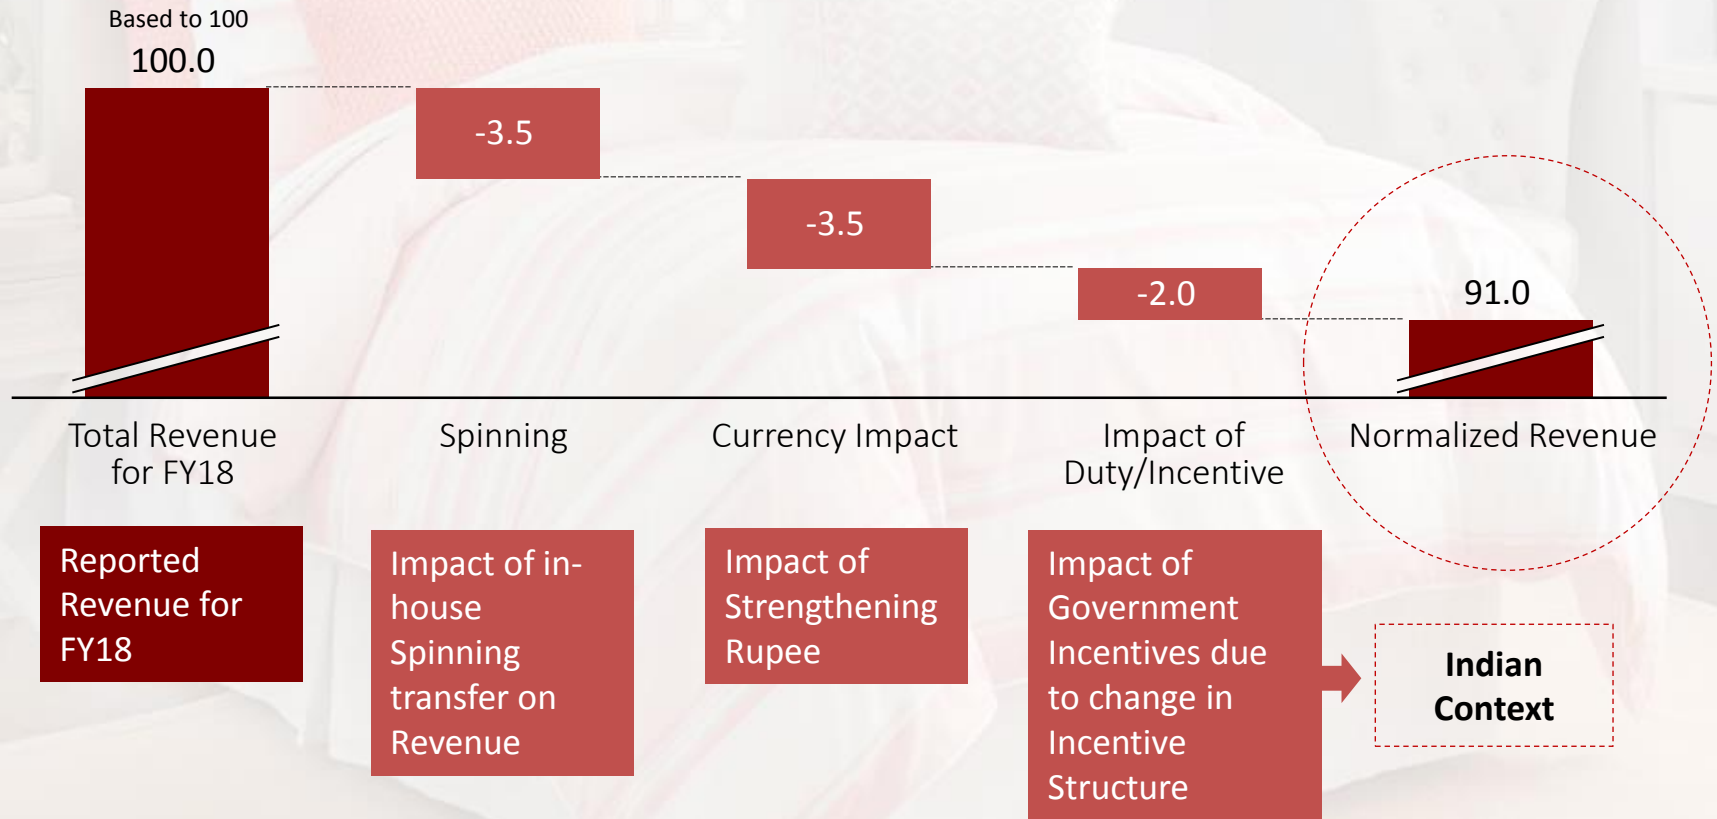 Based to 100
100.0
-3.5
-3.5
-2.0
91.0
Total Revenue
for FY18
Spinning
Currency Impact
Impact of
Duty/Incentive
Normalized Revenue
Reported
Revenue for
FY18
Impact of in-
house
Spinning
transfer on
Revenue
Impact of
Strengthening
Rupee
Impact of
Government
Incentives due
to change in
Incentive
Structure
Indian
Context